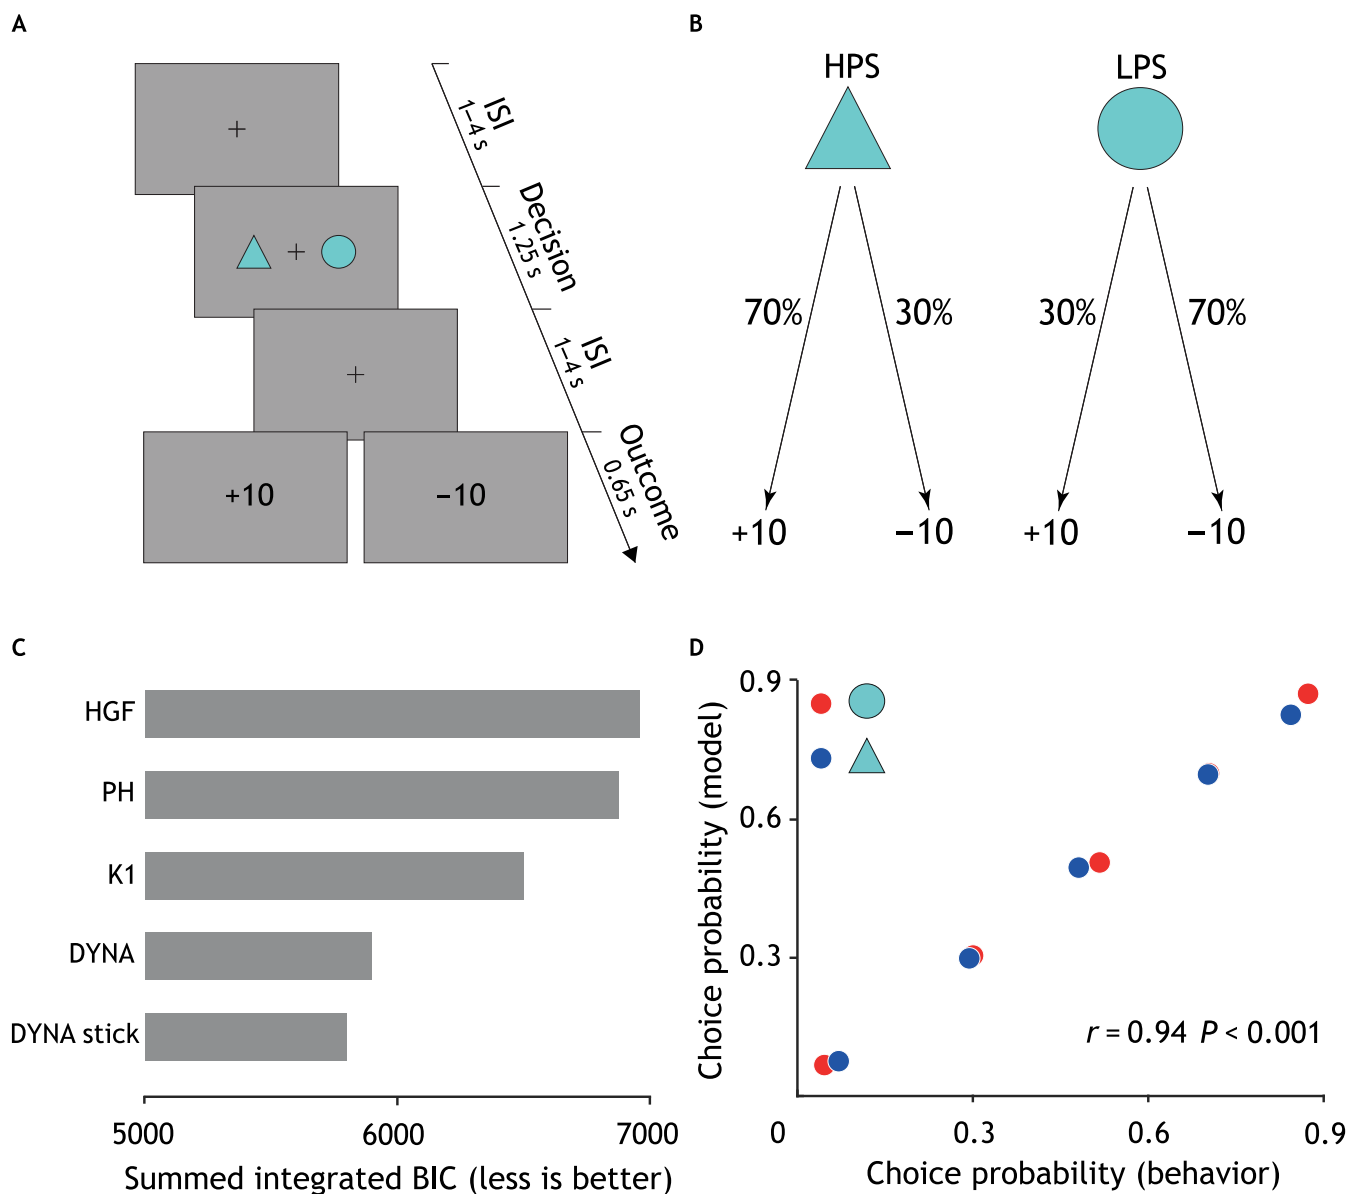 A
ISI
1–4 s
Decision
1.25 s
ISI
1–4 s
Outcome
0.65 s
+10
–10
B
HPS
LPS
70%
30%
30%
70%
+10
–10
+10
–10
C
HGF
PH
K1
DYNA
DYNA stick
5000
6000
7000
Summed integrated BIC (less is better)
D
Choice probability (model)
0.9
0.6
0.3
r = 0.94 P < 0.001
0
0.3
0.6
0.9
Choice probability (behavior)